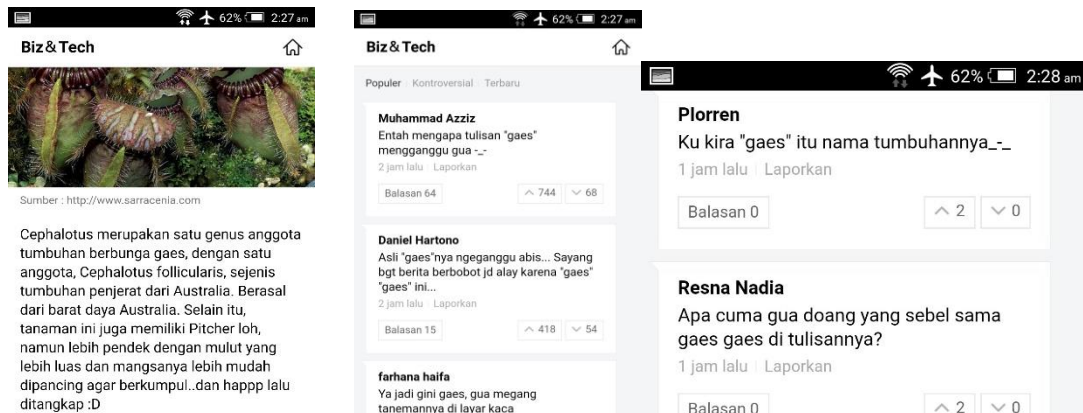 62% 2:27 am
Biz & Tech
Sumber : http://www.sarracenia.com
Cephalotus merupakan satu genus anggota
tumbuhan berbunga gaes, dengan satu
anggota, Cephalotus follicularis, sejenis
tumbuhan penjerat dari Australia. Berasal
dari barat daya Australia. Selain itu,
tanaman ini juga memiliki Pitcher loh,
namun lebih pendek dengan mulut yang
lebih luas dan mangsanya lebih mudah
dipancing agar berkumpul..dan happp lalu
ditangkap :D
62% 2:27 am
Biz & Tech
Populer Kontroversial Terbaru
Muhammad Azziz
Entah mengapa tulisan "gaes"
mengganggu gua -_-
2 jam lalu Laporkan
Balasan 64 744 68
Daniel Hartono
Asli "gaes"nya ngeganggu abis... Sayang
bgt berita berbobot jd alay karena "gaes"
"gaes" ini...
2 jam lalu Laporkan
Balasan 15 418 54
farhana haifa
Ya jadi gini gaes, gua megang
tanemannya di layar kaca
62% 2:28 am
Plorren
Ku kira "gaes" itu nama tumbuhannya_-_
1 jam lalu Laporkan
Balasan 0 2 0
Resna Nadia
Apa cuma gua doang yang sebel sama
gaes gaes di tulisannya?
1 jam lalu Laporkan
Balasan 0 2 0